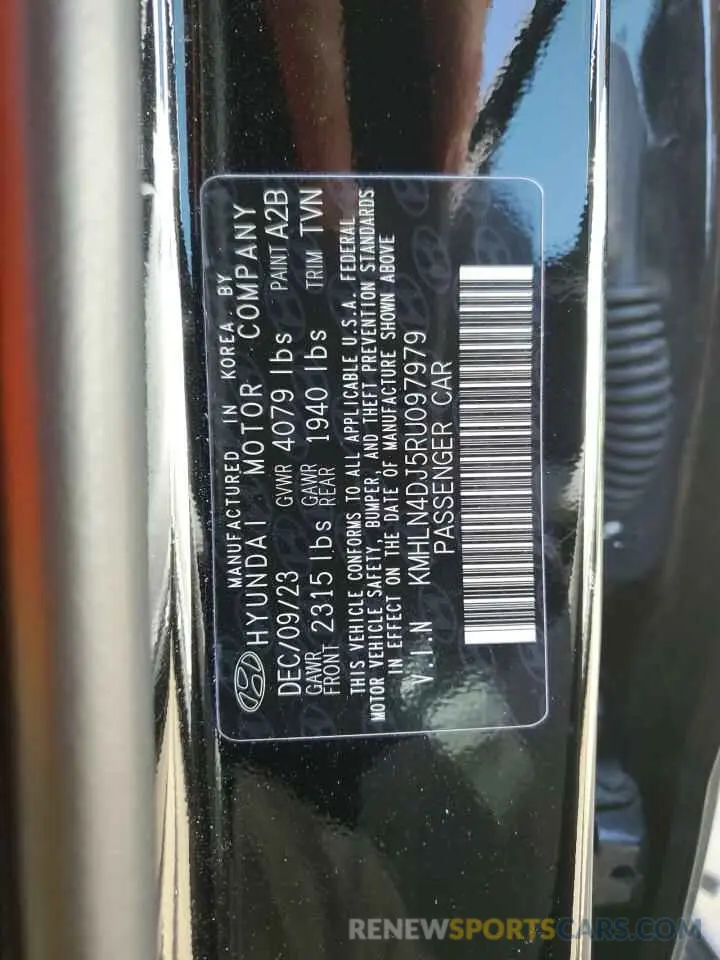 MANUFACTURED IN KOREA BY
HYUNDAI MOTOR COMPANY
DEC/09/23 GVWR 4079 lbs PAINT A2B
GAWR FRONT 2315 lbs GAWR REAR 1940 lbs TRIM TVN
THIS VEHICLE CONFORMS TO ALL APPLICABLE U.S.A. FEDERAL
MOTOR VEHICLE SAFETY, BUMPER, AND THEFT PREVENTION STANDARDS
IN EFFECT ON THE DATE OF MANUFACTURE SHOWN ABOVE
V.I.N KMHLN4DJ5RU097979
PASSENGER CAR
RENEWSPORTSCARS.COM